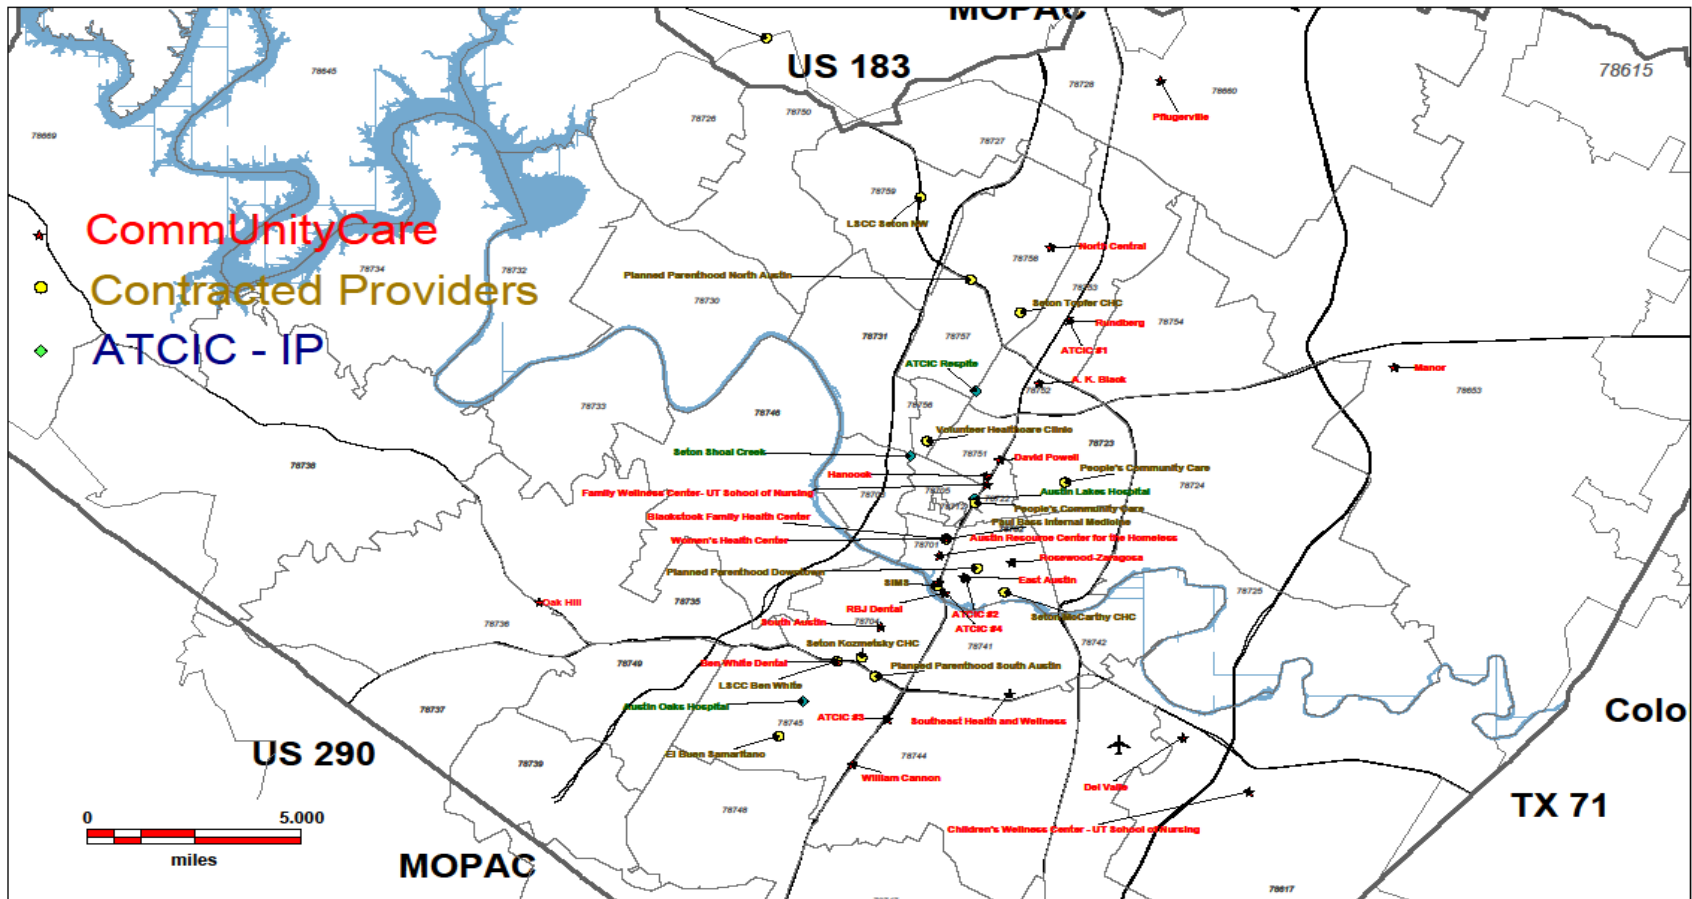 MOPAC
US 183
78615
78645
78728
78660
78726
78750
Pflugerville
78669
78727
78759
LSCC Seton NW
CommUnityCare
North Central
78758
78734
78732
Planned Parenthood North Austin
Contracted Providers
78730
78753
Seton Topfer CHC
Rundberg
78754
78731
78757
ATCIC - IP
ATCIC #1
ATCIC Respite
Manor
A. K. Black
78752
78653
78733
78746
78756
Volunteer Healthcare Clinic
78723
Seton Shoal Creek
78751
David Powell
78738
People's Community Care
Hancock
78724
Family Wellness Center- UT School of Nursing
78703
78705
Austin Lakes Hospital
78722
78712
People's Community Care
Blackstock Family Health Center
Paul Bass Internal Medicine
Women's Health Center
78701
Austin Resource Center for the Homeless
Rosewood-Zaragosa
Planned Parenthood Downtown
East Austin
SIMS
78725
Oak Hill
78735
RBJ Dental
ATCIC #2
Seton McCarthy CHC
78736
South Austin
78704
ATCIC #4
Seton Kozmetsky CHC
78741
78742
78749
Ben White Dental
Planned Parenthood South Austin
LSCC Ben White
78737
Austin Oaks Hospital
ATCIC #3
Southeast Health and Wellness
Colo
78745
US 290
El Buen Samaritano
78744
78739
William Cannon
Del Valle
TX 71
78748
0 5.000
Children's Wellness Center - UT School of Nursing
miles
MOPAC
78617